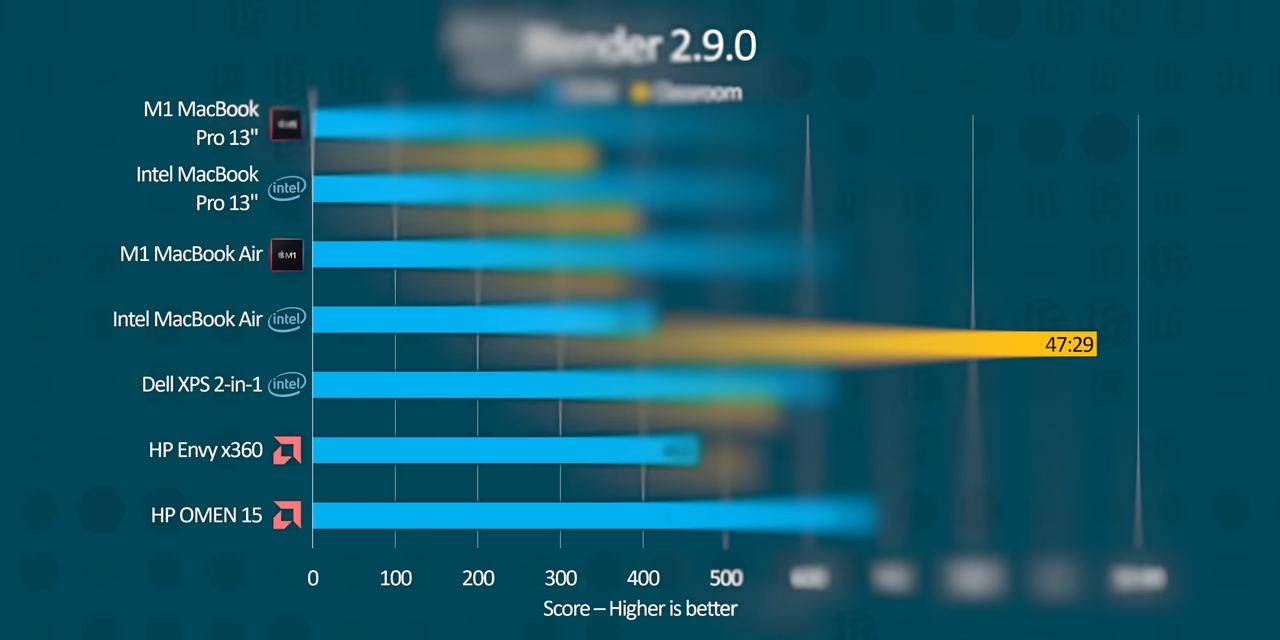 Blender 2.9.0
Classroom
M1 MacBook
Pro 13"
Intel MacBook
Pro 13"
intel
M1 MacBook Air
M1
Intel MacBook Air
intel
47:29
Dell XPS 2-in-1
intel
HP Envy x360
HP OMEN 15
0 100 200 300 400 500 600
Score – Higher is better